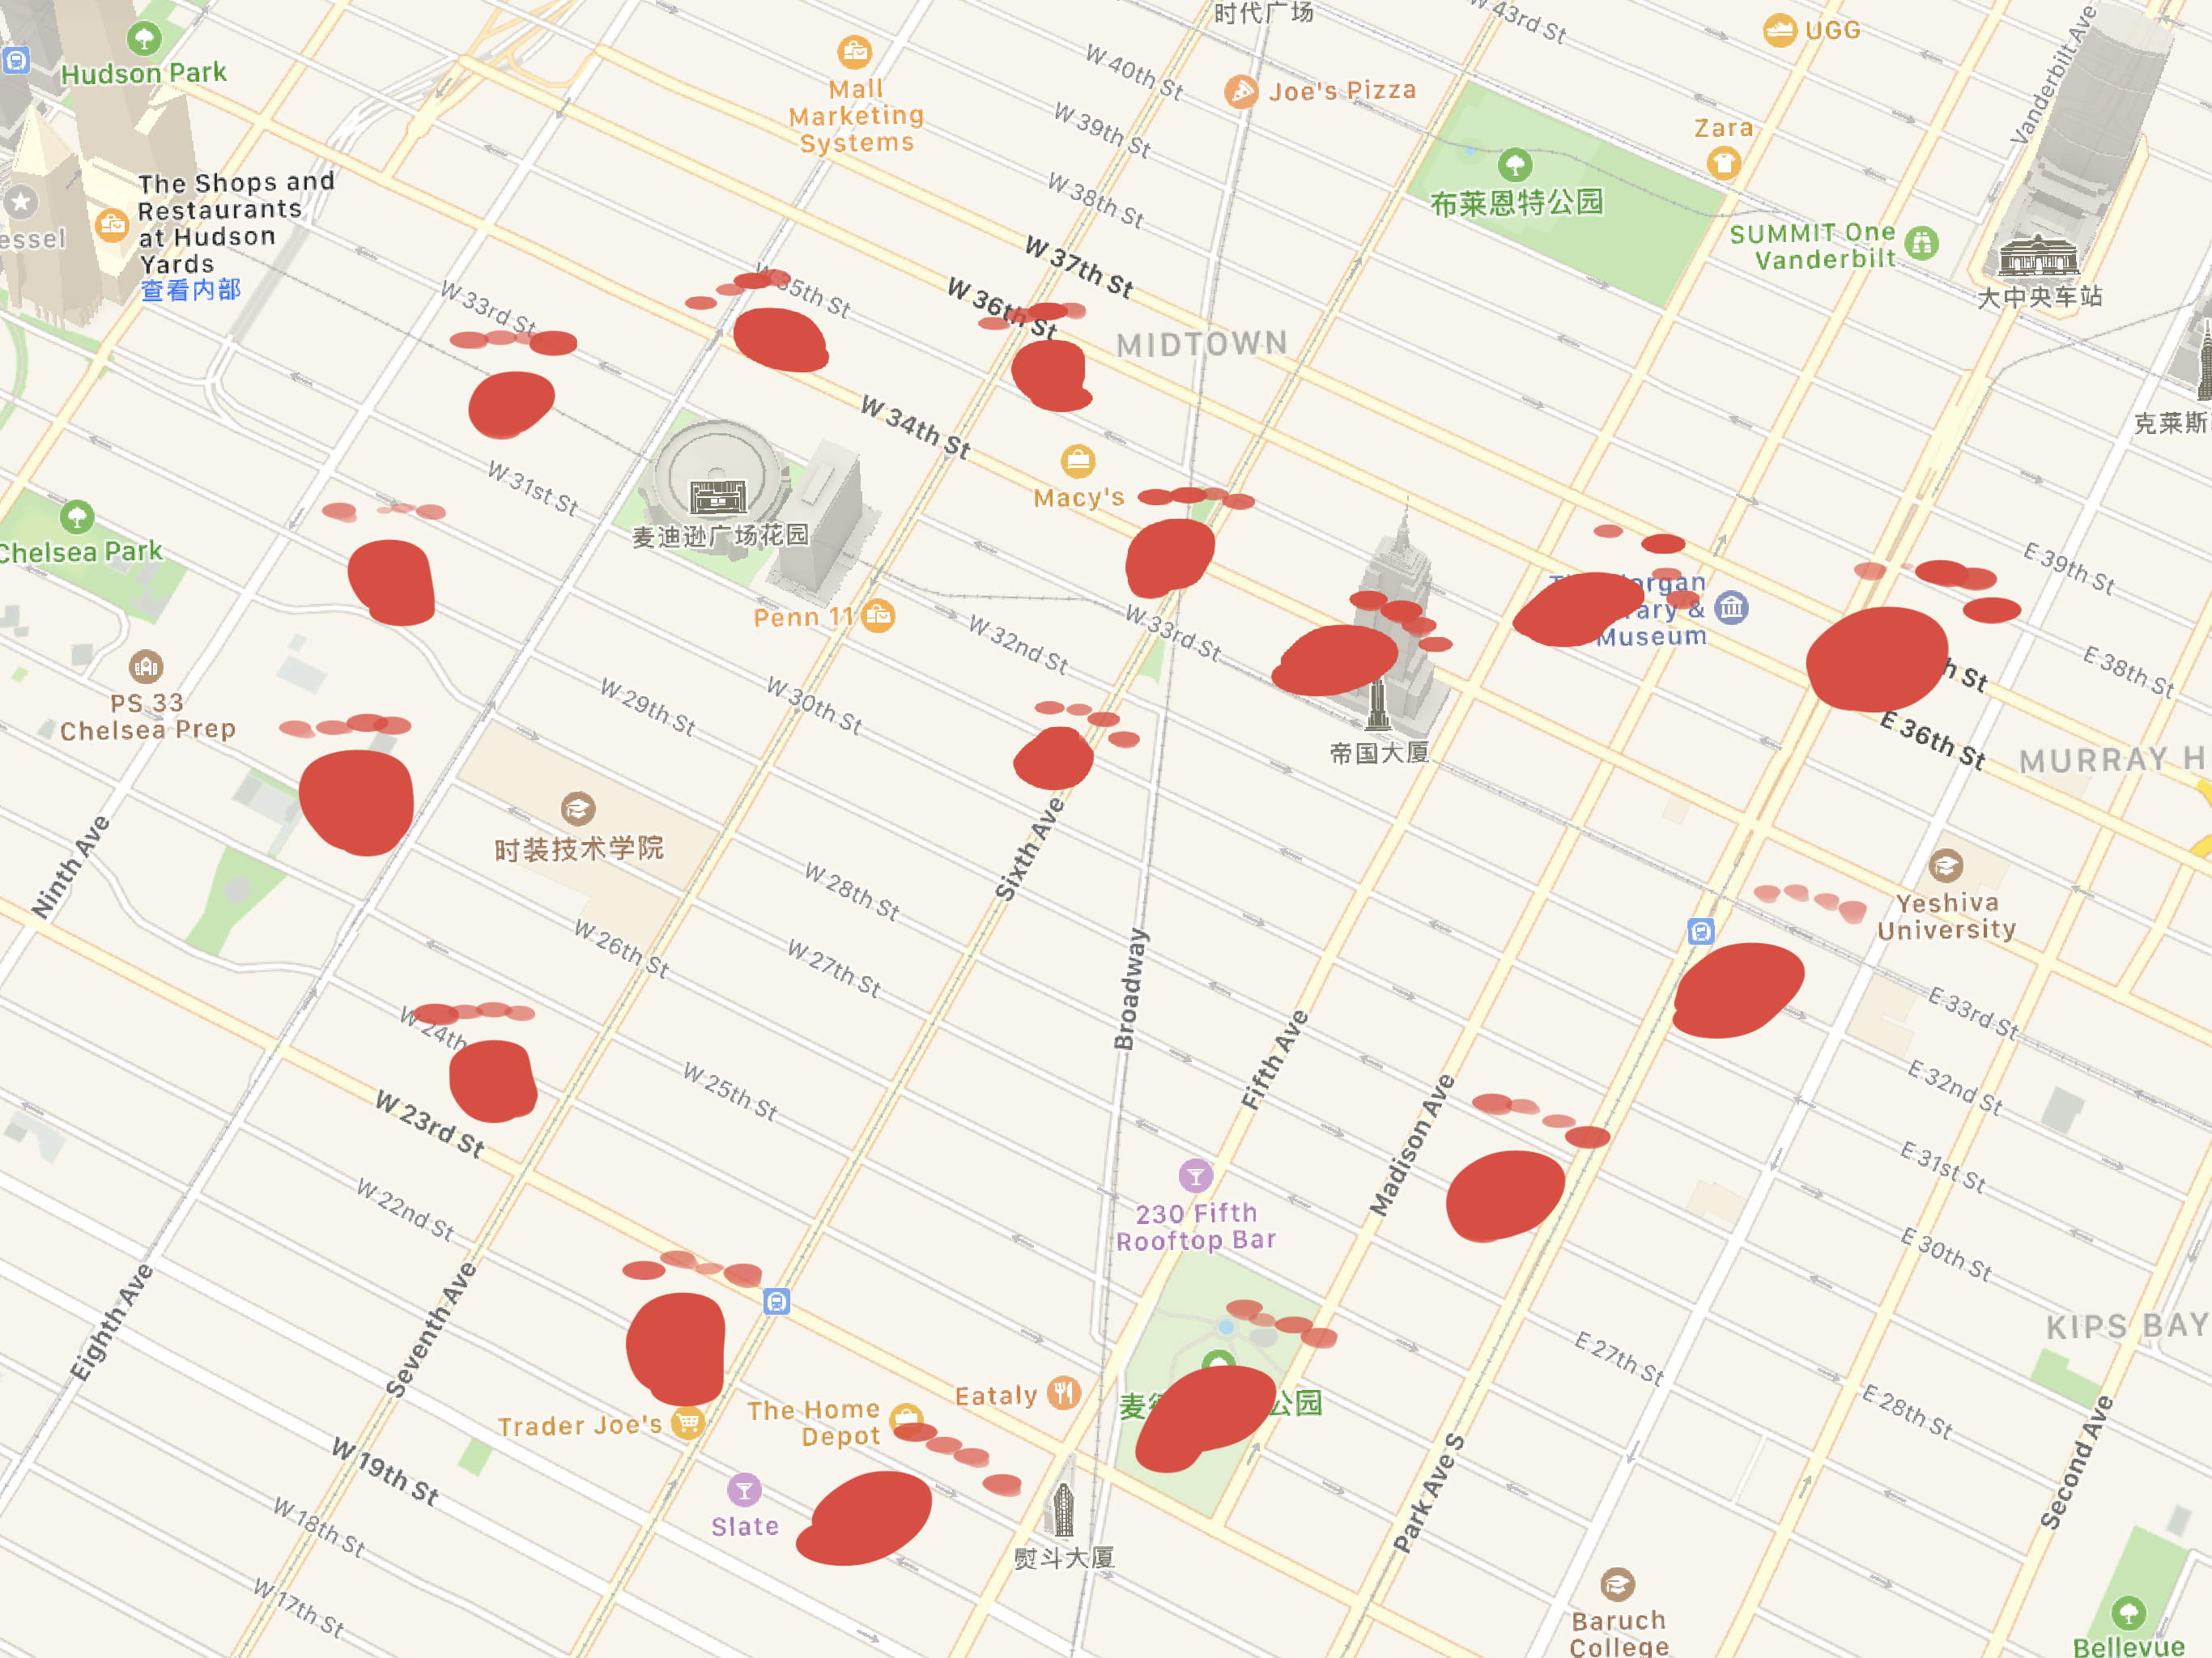 时代广场
W 43rd St
UGG
Vanderbilt Ave
Hudson Park
W 40th St
Mall
Marketing
Systems
Joe's Pizza
W 39th St
Zara
The Shops and
Restaurants
at Hudson
Yards
查看内部
essel
W 38th St
布莱恩特公园
SUMMIT One
Vanderbilt
W 37th St
大中央车站
W 33rd St
W 35th St
W 36th St
MIDTOWN
克莱斯
W 34th St
W 31st St
Macy's
麦迪逊广场花园
Chelsea Park
E 39th St
Penn 11
W 32nd St
W 33rd St
Museum
E 38th St
h St
PS 33
Chelsea Prep
W 29th St
W 30th St
帝国大厦
E 36th St
MURRAY H
时装技术学院
Ninth Ave
Sixth Ave
W 28th St
Yeshiva
University
W 26th St
W 27th St
Broadway
E 33rd St
W 24th
W 25th St
Fifth Ave
E 32nd St
W 23rd St
Madison Ave
E 31st St
W 22nd St
230 Fifth
Rooftop Bar
E 30th St
Eighth Ave
Seventh Ave
KIPS BAY
E 27th St
Eataly
公园
E 28th St
Trader Joe's
The Home
Depot
W 19th St
Park Ave S
Second Ave
W 18th St
Slate
熨斗大厦
W 17th St
Baruch
College
Bellevue